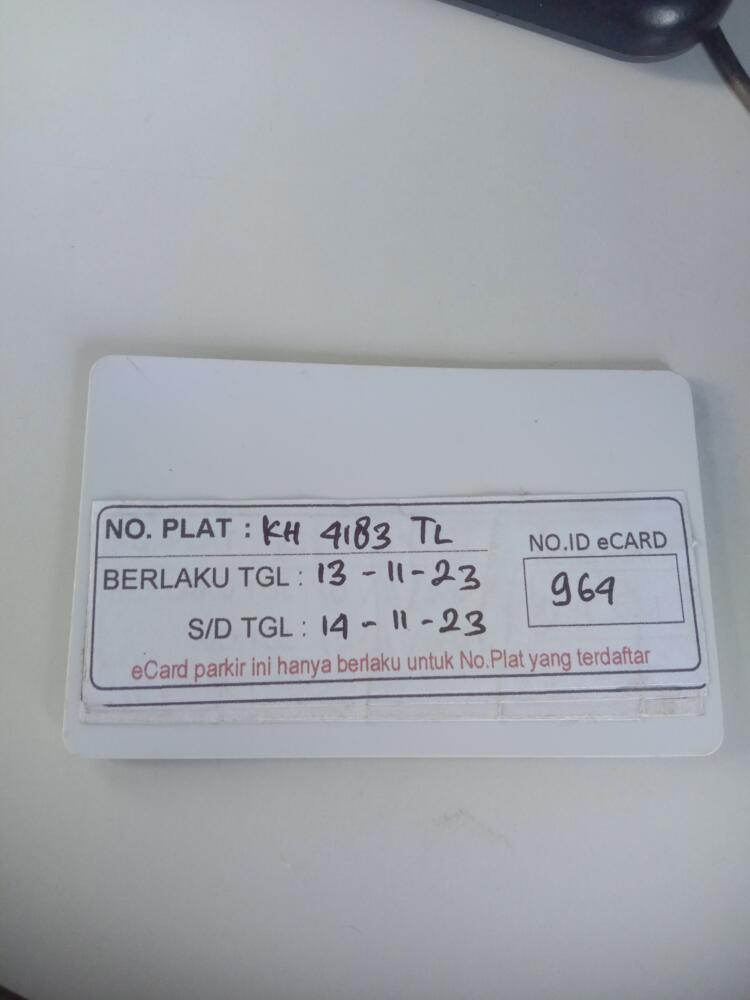 NO. PLAT : KH 4183 TL
BERLAKU TGL : 13 - 11 - 23
S/D TGL : 14 - 11 - 23
NO.ID eCARD
964
eCard parkir ini hanya berlaku untuk No.Plat yang terdaftar